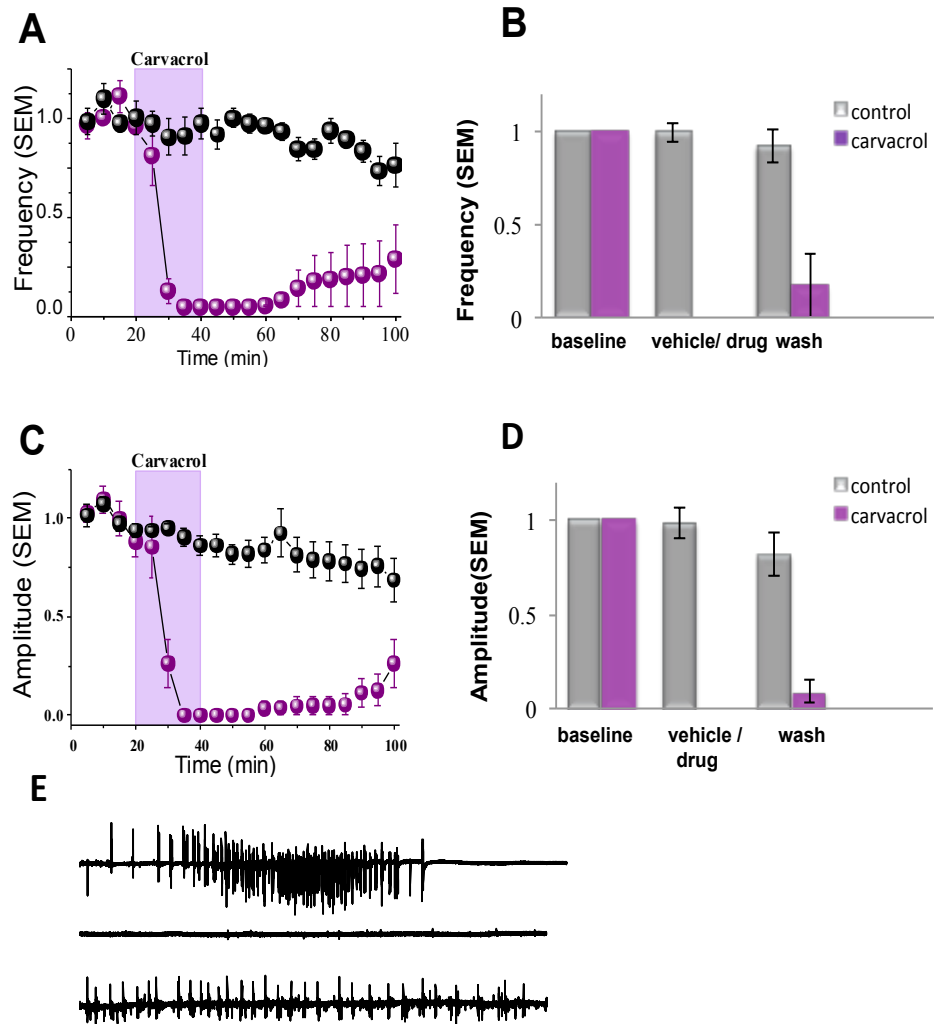 A
Carvacrol
Frequency (SEM)
1.0
0.5
0.0
0 20 40 60 80 100
Time (min)
B
Frequency (SEM)
1
0.5
0
control
carvacrol
baseline vehicle/ drug wash
C
Carvacrol
Amplitude (SEM)
1.0
0.5
0.0
0 20 40 60 80 100
Time (min)
D
Amplitude(SEM)
1
0.5
0
control
carvacrol
baseline vehicle / wash
drug
E